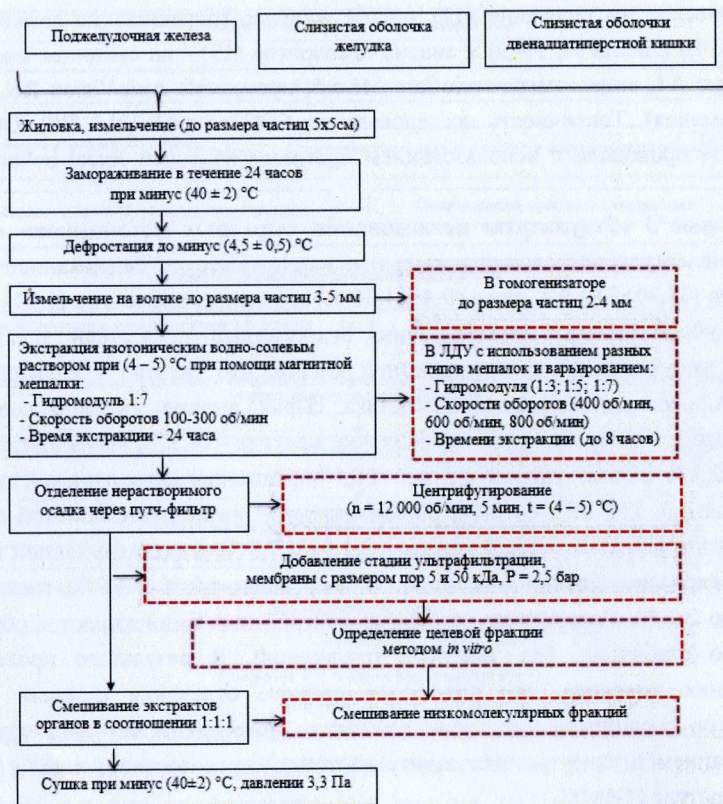 Поджелудочная железа
Слизистая оболочка
желудка
Слизистая оболочки
двенадцатиперстной кишки
Жиловка, измельчение (до размера частиц 5х5см)
Замораживание в течение 24 часов
при минус (40 ± 2) °С
Дефростация до минус (4,5 ± 0,5) °С
Измельчение на волчке до размера частиц 3-5 мм
В гомогенизаторе
до размера частиц 2-4 мм
Экстракция изотоническим водно-солевым
раствором при (4 – 5) °С при помощи магнитной
мешалки:
- Гидромодуль 1:7
- Скорость оборотов 100-300 об/мин
- Время экстракции - 24 часа
В ЛДУ с использованием разных
типов мешалок и варьированием:
- Гидромодуля (1:3; 1:5; 1:7)
- Скорости оборотов (400 об/мин,
600 об/мин, 800 об/мин)
- Времени экстракции (до 8 часов)
Отделение нерастворимого
осадка через путч-фильтр
Центрифугирование
(n = 12 000 об/мин, 5 мин, t = (4 – 5) °С)
Добавление стадии ультрафильтрации,
мембраны с размером пор 5 и 50 кДа, Р = 2,5 бар
Определение целевой фракции
методом in vitro
Смешивание экстрактов
органов в соотношении 1:1:1
Смешивание низкомолекулярных фракций
Сушка при минус (40±2) °С, давлении 3,3 Па